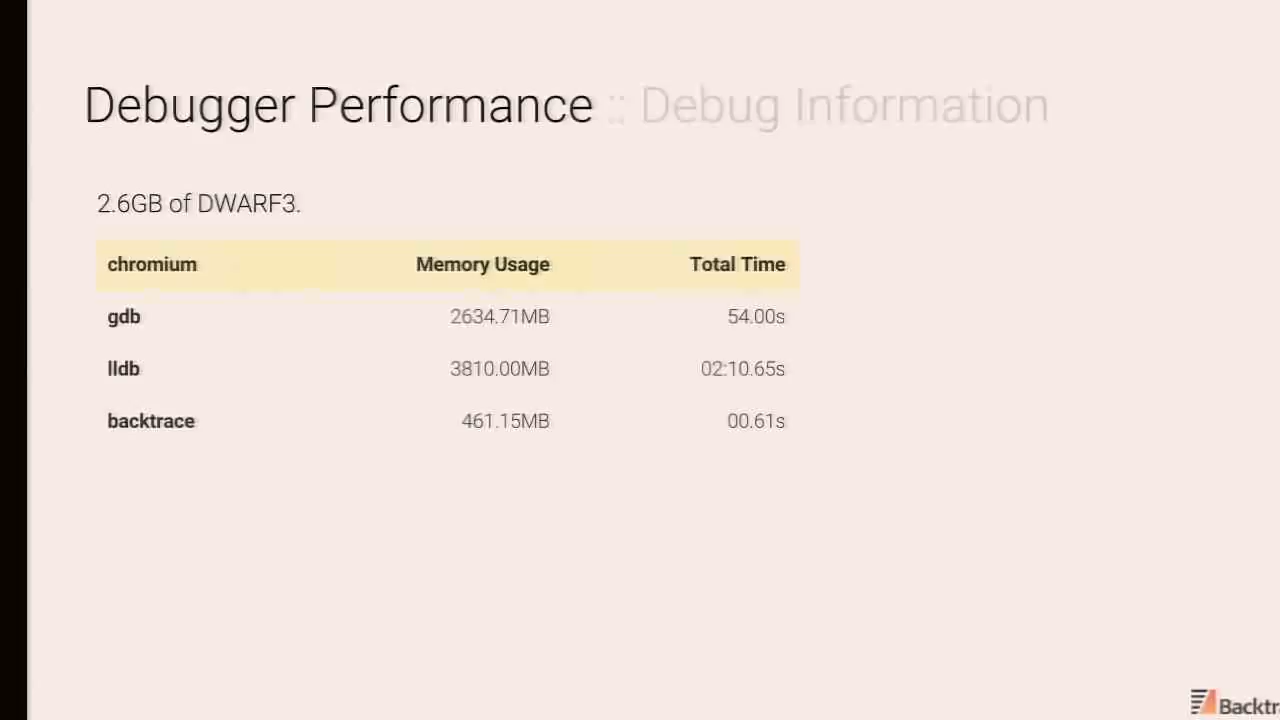 Debugger Performance :: Debug Information
2.6GB of DWARF3.
chromium Memory Usage Total Time
gdb 2634.71MB 54.00s
lldb 3810.00MB 02:10.65s
backtrace 461.15MB 00.61s
Backtr